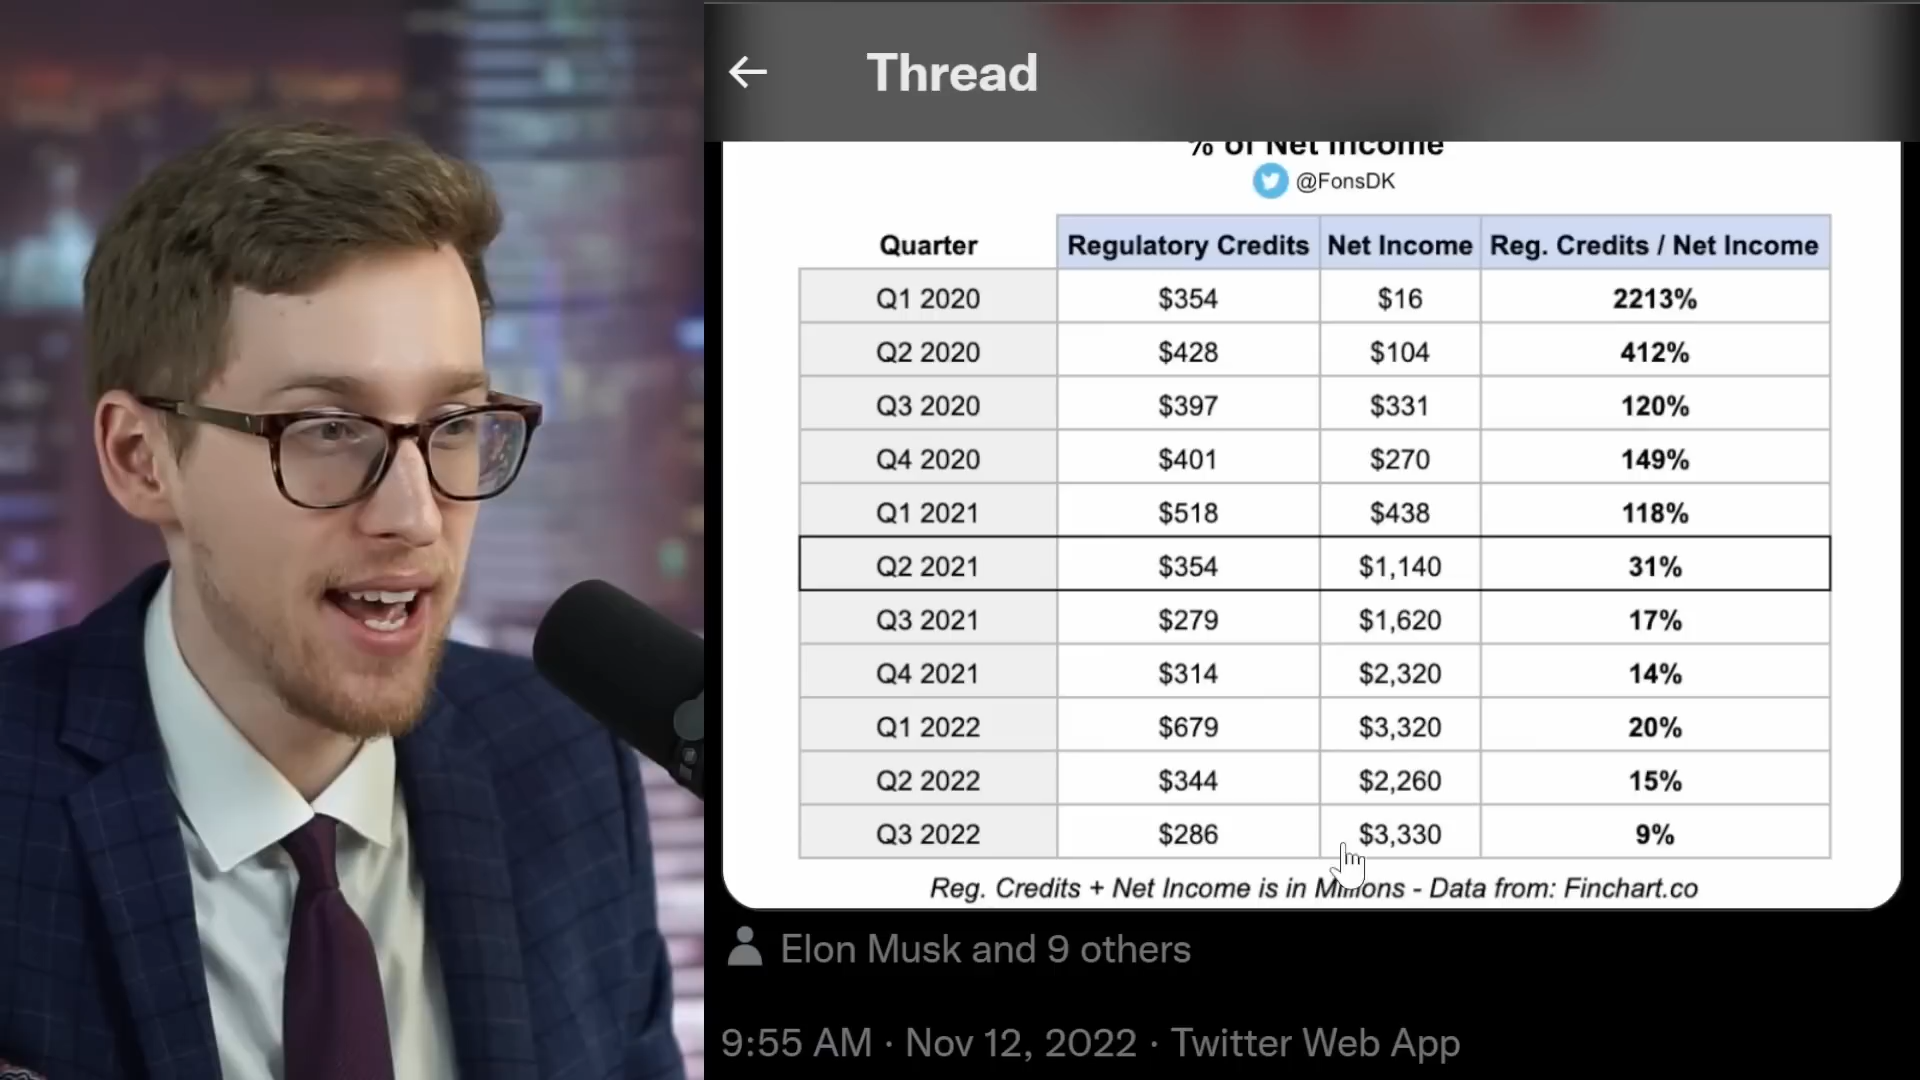 Thread
% of Net Income
@FonsDK
Quarter Regulatory Credits Net Income Reg. Credits / Net Income
Q1 2020 $354 $16 2213%
Q2 2020 $428 $104 412%
Q3 2020 $397 $331 120%
Q4 2020 $401 $270 149%
Q1 2021 $518 $438 118%
Q2 2021 $354 $1,140 31%
Q3 2021 $279 $1,620 17%
Q4 2021 $314 $2,320 14%
Q1 2022 $679 $3,320 20%
Q2 2022 $344 $2,260 15%
Q3 2022 $286 $3,330 9%
Reg. Credits + Net Income is in Millions - Data from: Finchart.co
Elon Musk and 9 others
9:55 AM · Nov 12, 2022 · Twitter Web App